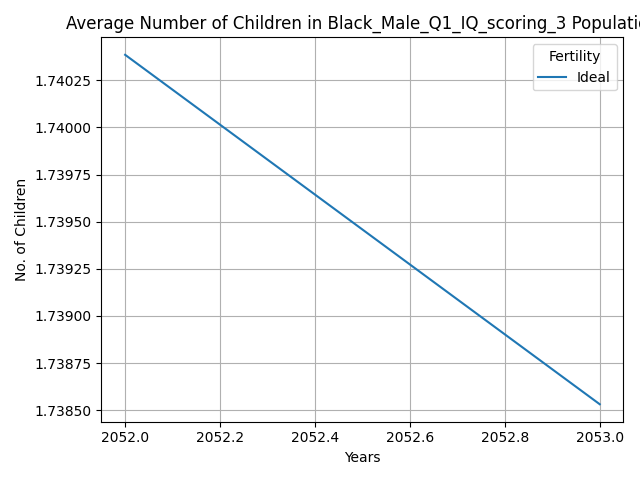 Average Number of Children in Black_Male_Q1_IQ_scoring_3 Populatio
Fertility
Ideal
1.74025
1.74000
1.73975
1.73950
1.73925
1.73900
1.73875
1.73850
No. of Children
2052.0 2052.2 2052.4 2052.6 2052.8 2053.0
Years